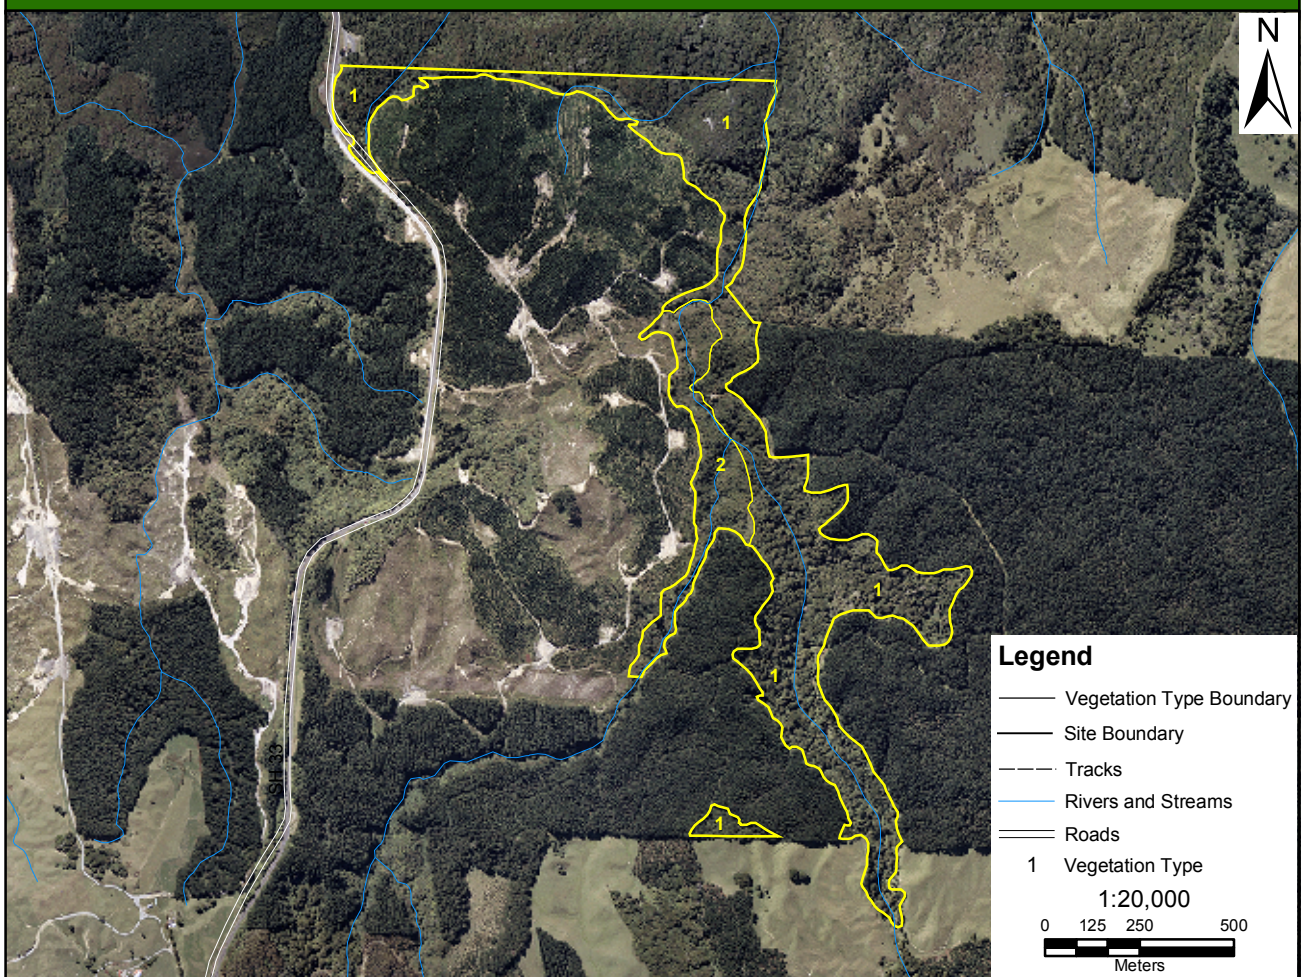 N
1
1
2
1
1
1
SH 33
Legend
Vegetation Type Boundary
Site Boundary
Tracks
Rivers and Streams
Roads
1 Vegetation Type
1:20,000
0 125 250 500
Meters